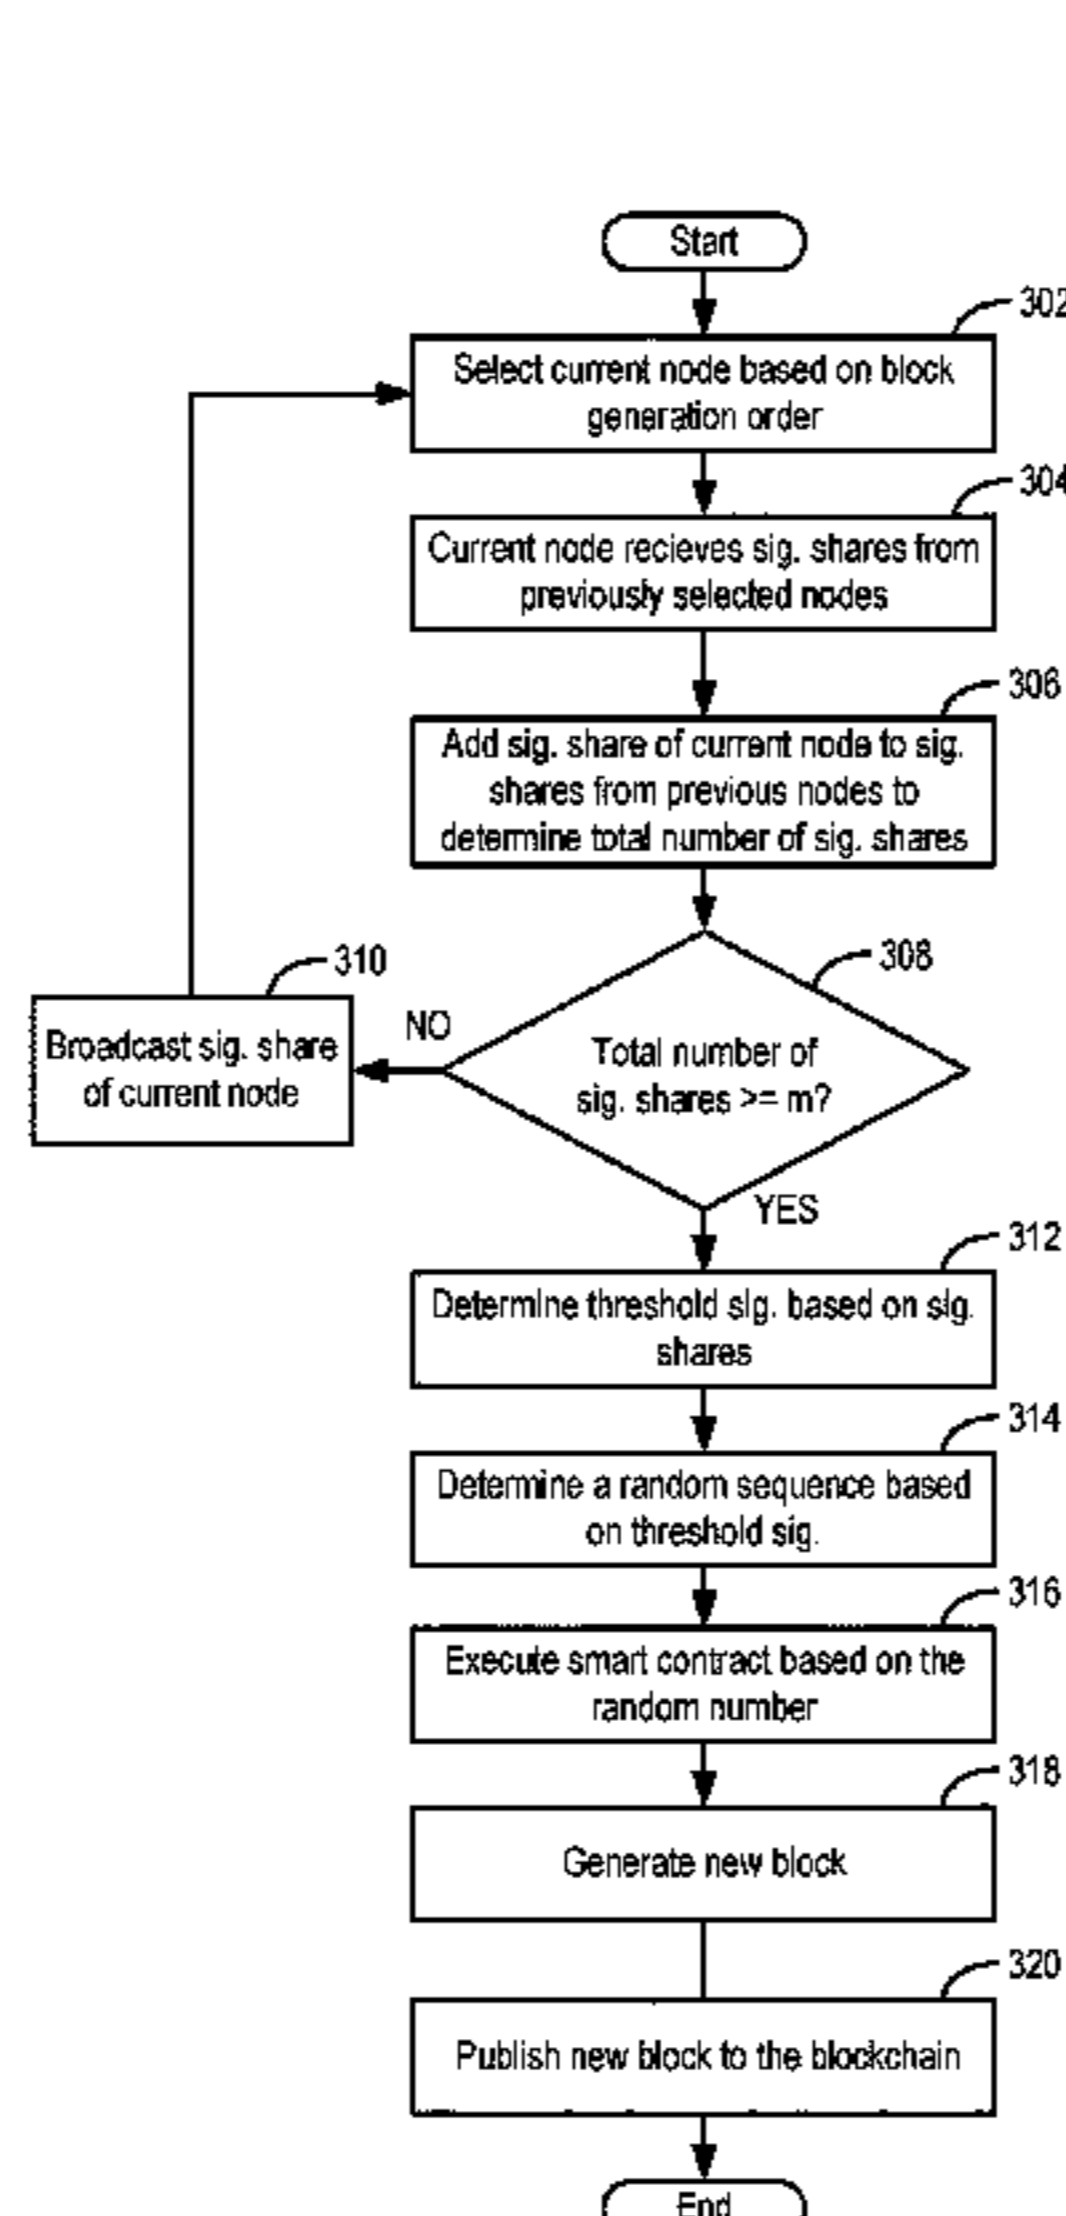 Start
302
Select current node based on block
generation order
304
Current node recieves sig. shares from
previously selected nodes
306
Add sig. share of current node to sig.
shares from previous nodes to
determine total number of sig. shares
310
308
Broadcast sig. share
of current node
NO
Total number of
sig. shares >= m?
YES
312
Determine threshold sig. based on sig.
shares
314
Determine a random sequence based
on threshold sig.
316
Execute smart contract based on the
random number
318
Generate new block
320
Publish new block to the blockchain
End